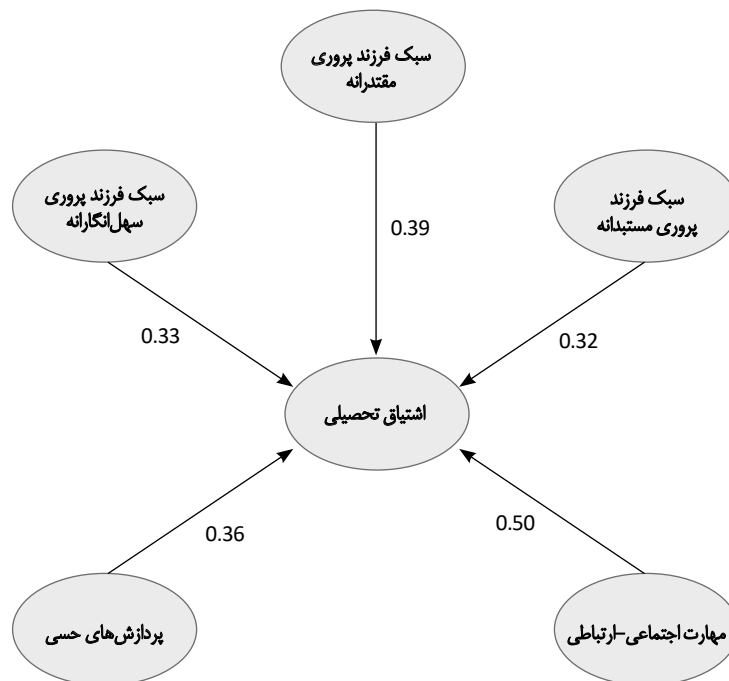 سبک فرزند پروری
مقتدرانه
سبک فرزند پروری
سهل‌انگارانه
سبک فرزند
پروری مستبدانه
0.39
0.33
0.32
اشتیاق تحصیلی
0.36
0.50
پردازش‌های حسی
مهارت اجتماعی-ارتباطی